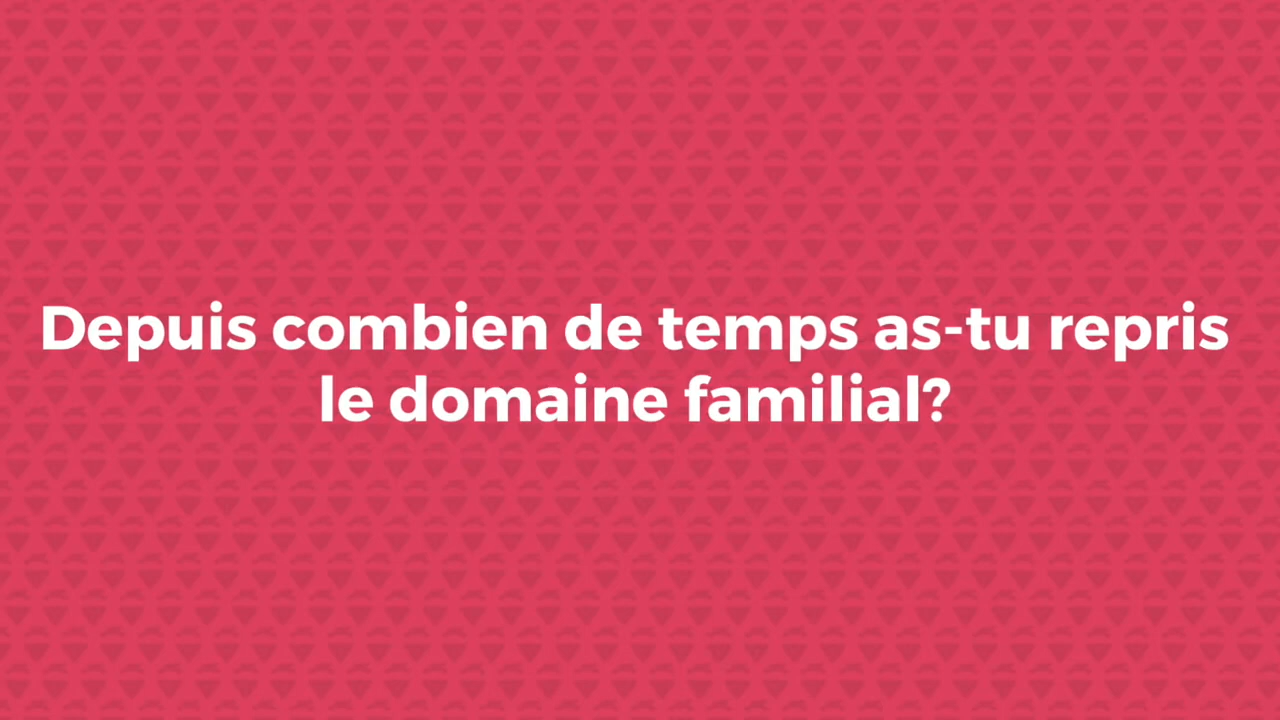 Depuis combien de temps as-tu repris
le domaine familial?